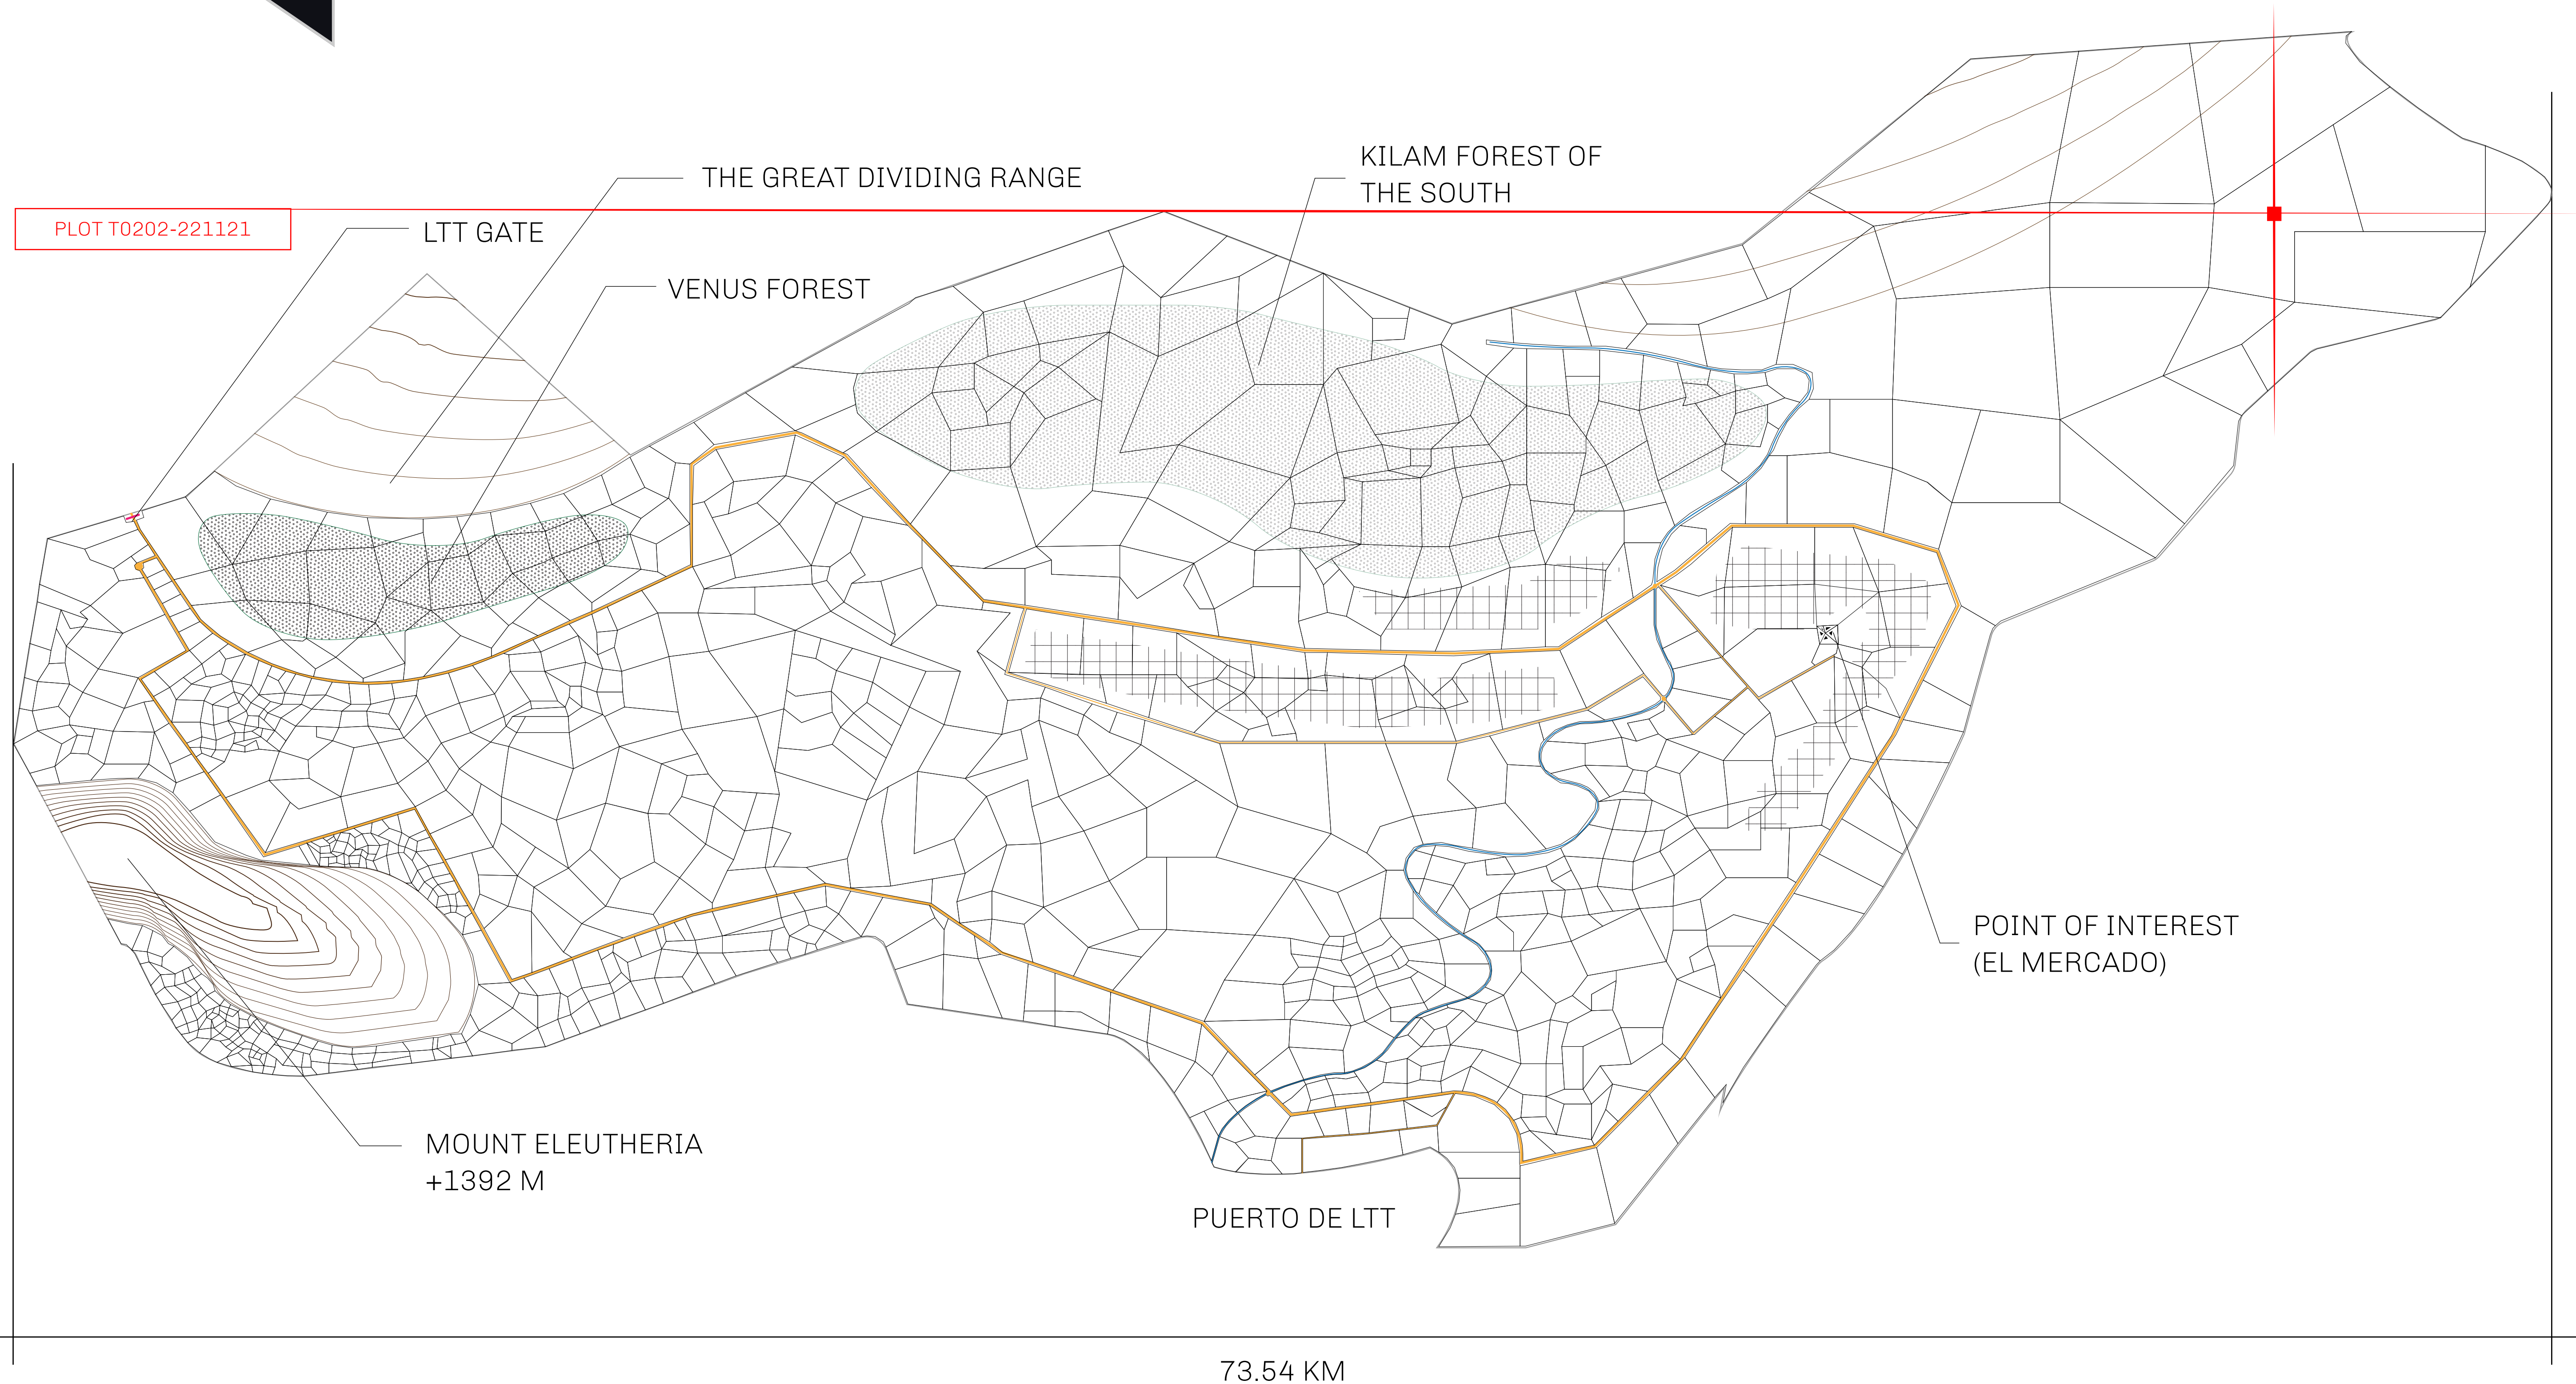 KILAM FOREST OF
THE SOUTH
THE GREAT DIVIDING RANGE
PLOT T0202-221121
LTT GATE
VENUS FOREST
POINT OF INTEREST
(EL MERCADO)
MOUNT ELEUTHERIA
+1392 M
PUERTO DE LTT
73.54 KM